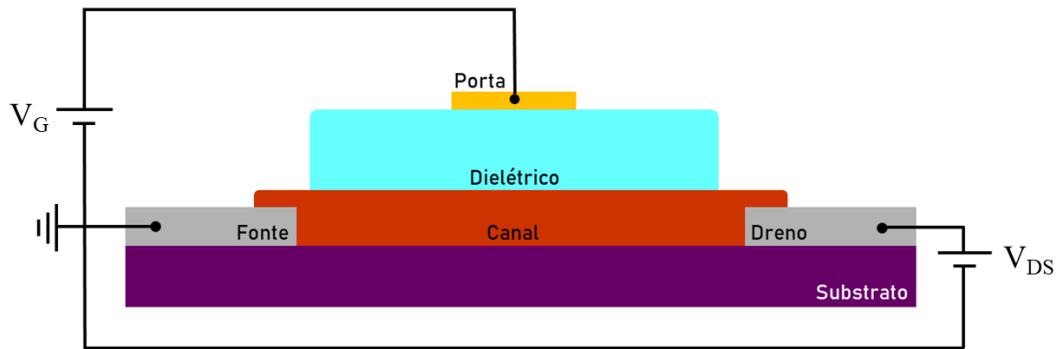 Porta
V_G
Dielétrico
Fonte
Canal
Dreno
V_DS
Substrato